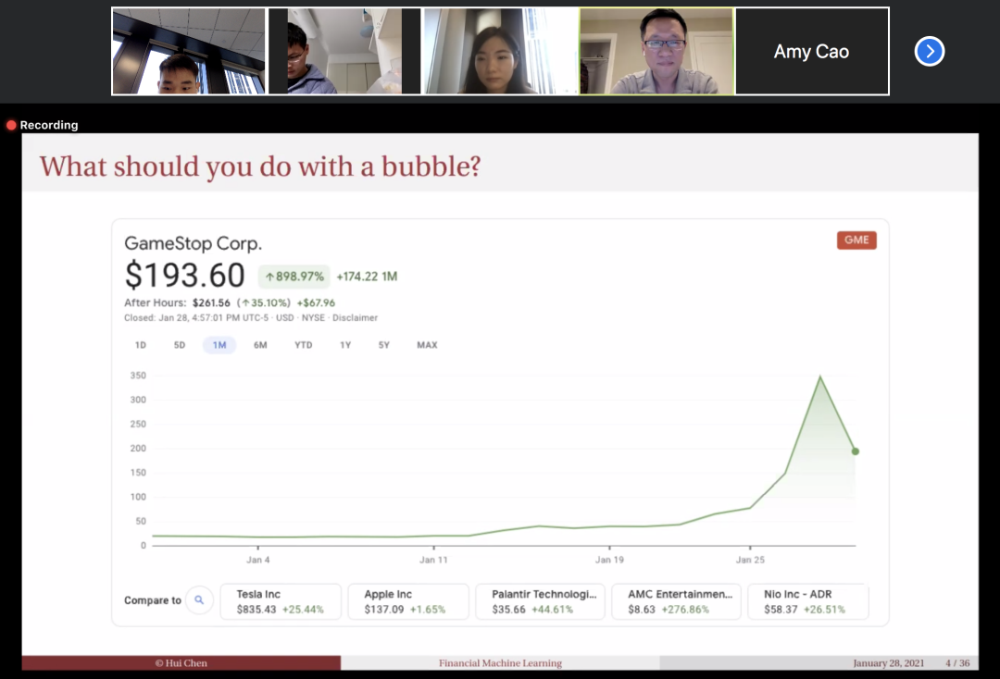 Amy Cao
Recording
What should you do with a bubble?
GameStop Corp.
GME
$193.60 ↑898.97% +174.22 1M
After Hours: $261.56 (↑35.10%) +$67.96
Closed: Jan 28, 4:57:01 PM UTC-5 · USD · NYSE · Disclaimer
1D 5D 1M 6M YTD 1Y 5Y MAX
350
300
250
200
150
100
50
0
Jan 4 Jan 11 Jan 19 Jan 25
Compare to
Tesla Inc
$835.43 +25.44%
Apple Inc
$137.09 +1.65%
Palantir Technologi...
$35.66 +44.61%
AMC Entertainmen...
$8.63 +276.86%
Nio Inc - ADR
$58.37 +26.51%
© Hui Chen Financial Machine Learning January 28, 2021 4 / 36